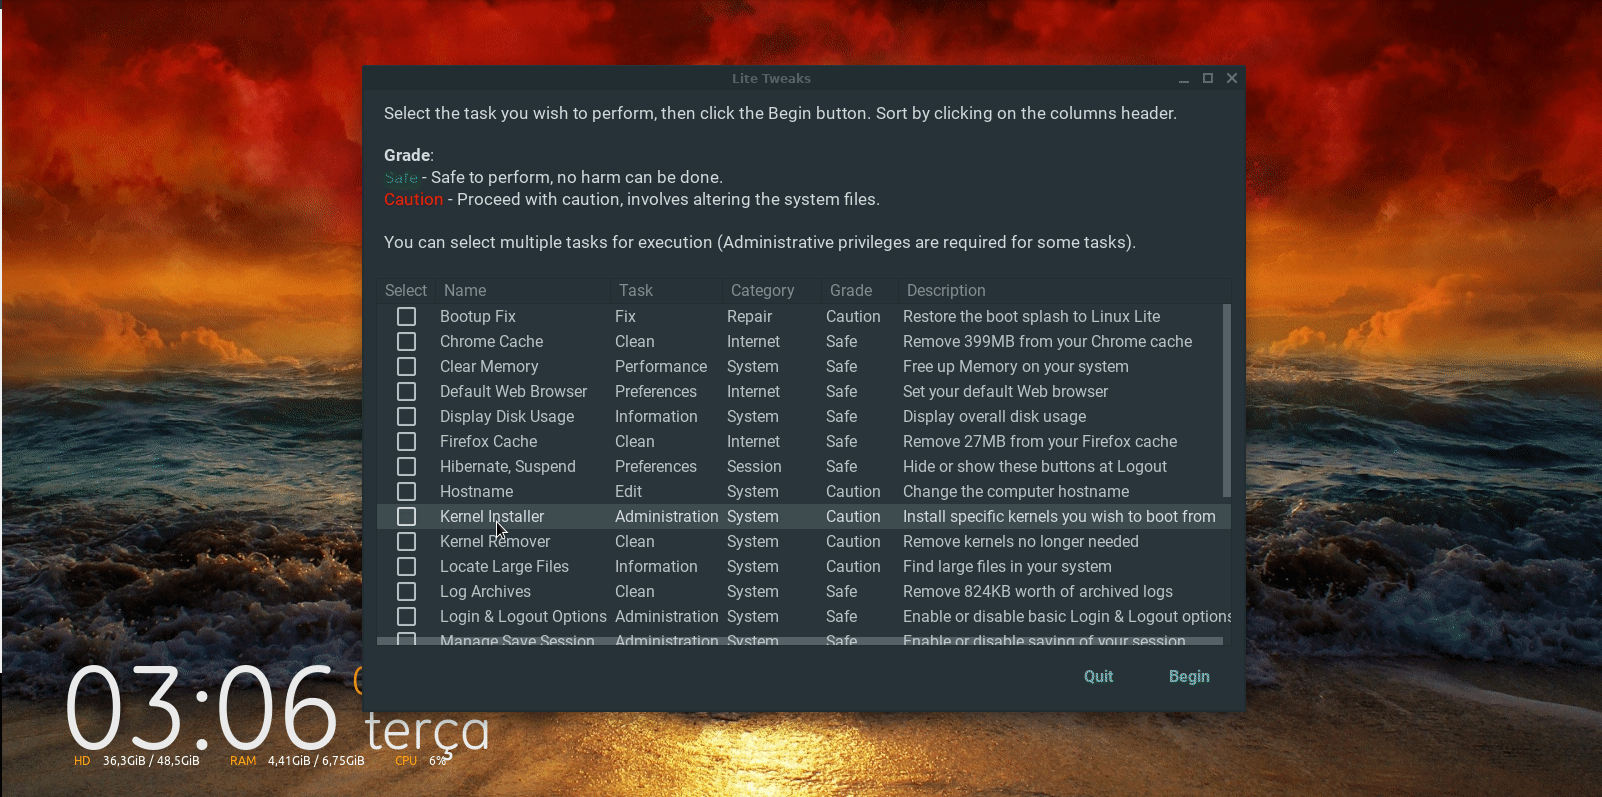 Lite Tweaks
Select the task you wish to perform, then click the Begin button. Sort by clicking on the columns header.
Grade:
Safe - Safe to perform, no harm can be done.
Caution - Proceed with caution, involves altering the system files.
You can select multiple tasks for execution (Administrative privileges are required for some tasks).
Select Name Task Category Grade Description
Bootup Fix Fix Repair Caution Restore the boot splash to Linux Lite
Chrome Cache Clean Internet Safe Remove 399MB from your Chrome cache
Clear Memory Performance System Safe Free up Memory on your system
Default Web Browser Preferences Internet Safe Set your default Web browser
Display Disk Usage Information System Safe Display overall disk usage
Firefox Cache Clean Internet Safe Remove 27MB from your Firefox cache
Hibernate, Suspend Preferences Session Safe Hide or show these buttons at Logout
Hostname Edit System Caution Change the computer hostname
Kernel Installer Administration System Caution Install specific kernels you wish to boot from
Kernel Remover Clean System Caution Remove kernels no longer needed
Locate Large Files Information System Caution Find large files in your system
Log Archives Clean System Safe Remove 824KB worth of archived logs
Login & Logout Options Administration System Safe Enable or disable basic Login & Logout options
Manage Save Session Administration System Safe Enable or disable saving of your session
Quit Begin
03:06
terça
HD 36,3GiB / 48,5GiB RAM 4,41GiB / 6,75GiB CPU 6%